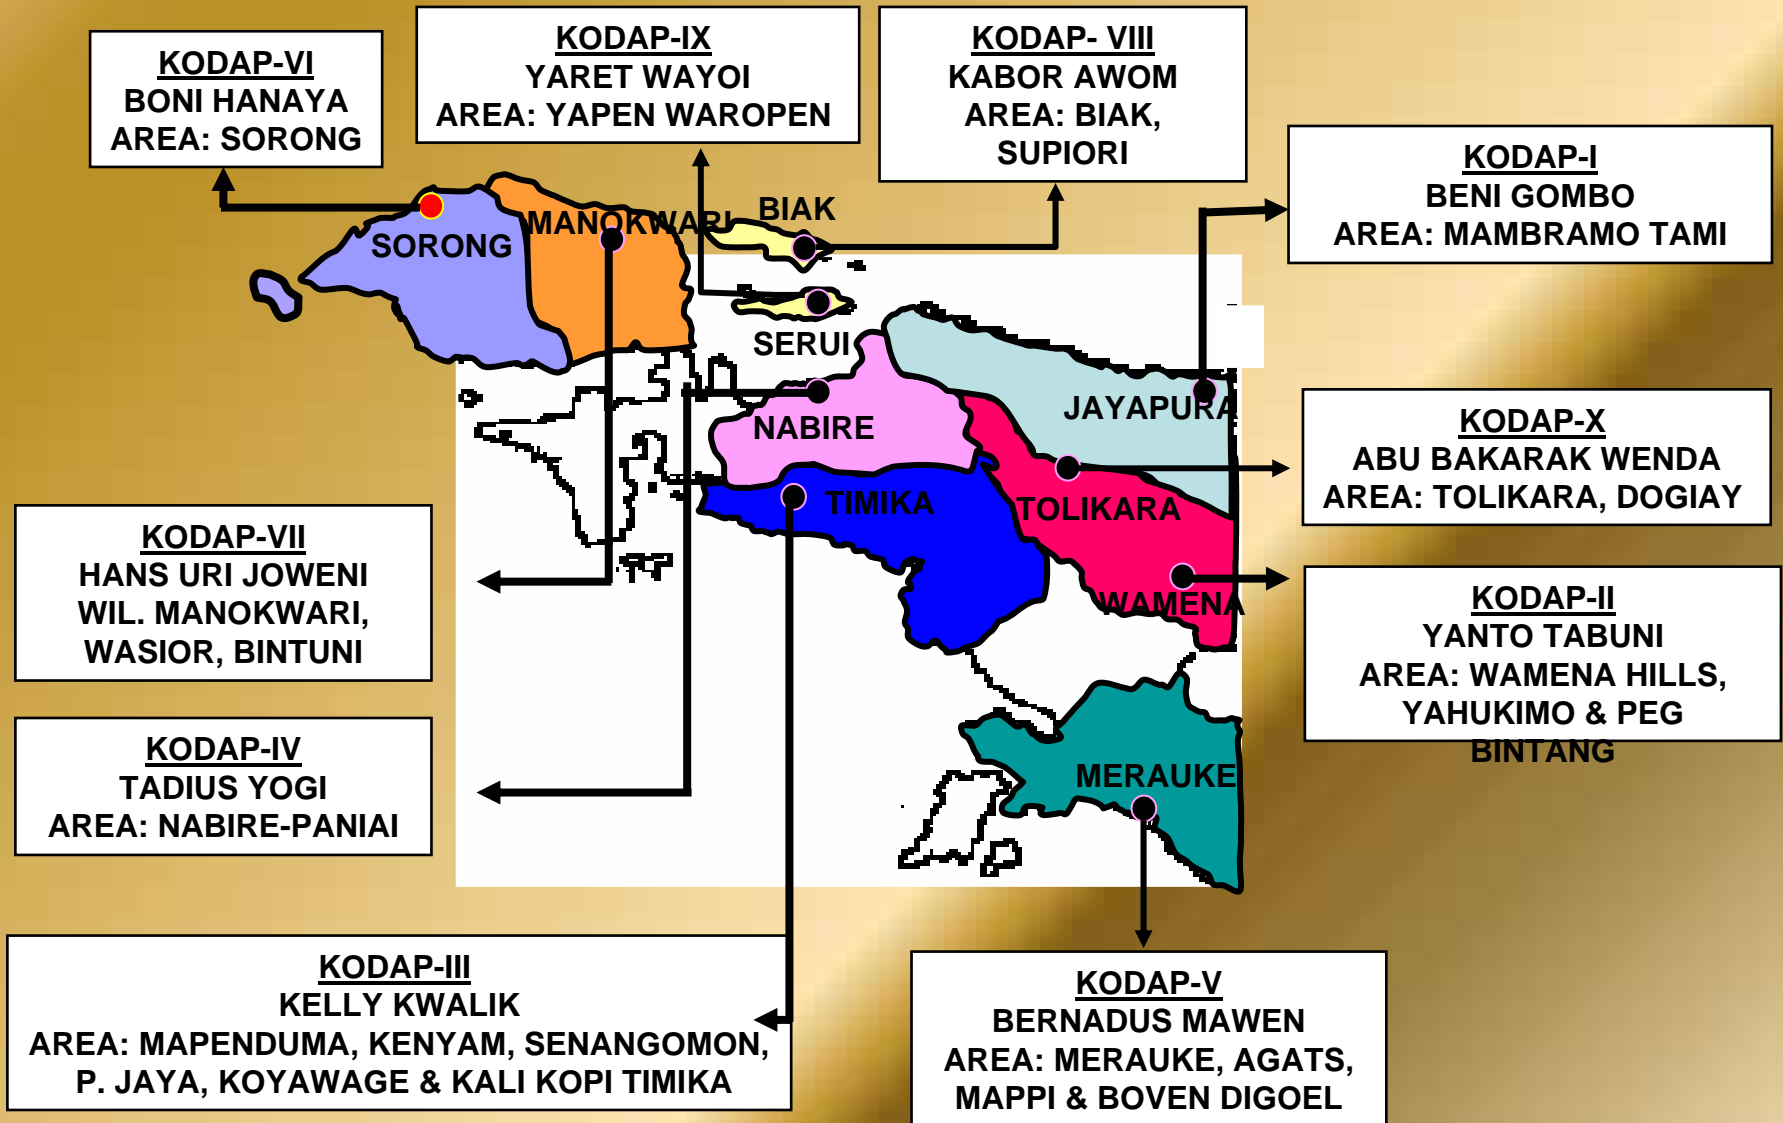 KODAP-VI
BONI HANAYA
AREA: SORONG
KODAP-IX
YARET WAYOI
AREA: YAPEN WAROPEN
KODAP- VIII
KABOR AWOM
AREA: BIAK,
SUPIORI
KODAP-I
BENI GOMBO
AREA: MAMBRAMO TAMI
SORONG
MANOKWARI
BIAK
SERUI
NABIRE
JAYAPURA
TIMIKA
TOLIKARA
WAMENA
MERAUKE
KODAP-X
ABU BAKARAK WENDA
AREA: TOLIKARA, DOGIAY
KODAP-VII
HANS URI JOWENI
WIL. MANOKWARI,
WASIOR, BINTUNI
KODAP-II
YANTO TABUNI
AREA: WAMENA HILLS,
YAHUKIMO & PEG
BINTANG
KODAP-IV
TADIUS YOGI
AREA: NABIRE-PANIAI
KODAP-III
KELLY KWALIK
AREA: MAPENDUMA, KENYAM, SENANGOMON,
P. JAYA, KOYAWAGE & KALI KOPI TIMIKA
KODAP-V
BERNADUS MAWEN
AREA: MERAUKE, AGATS,
MAPPI & BOVEN DIGOEL